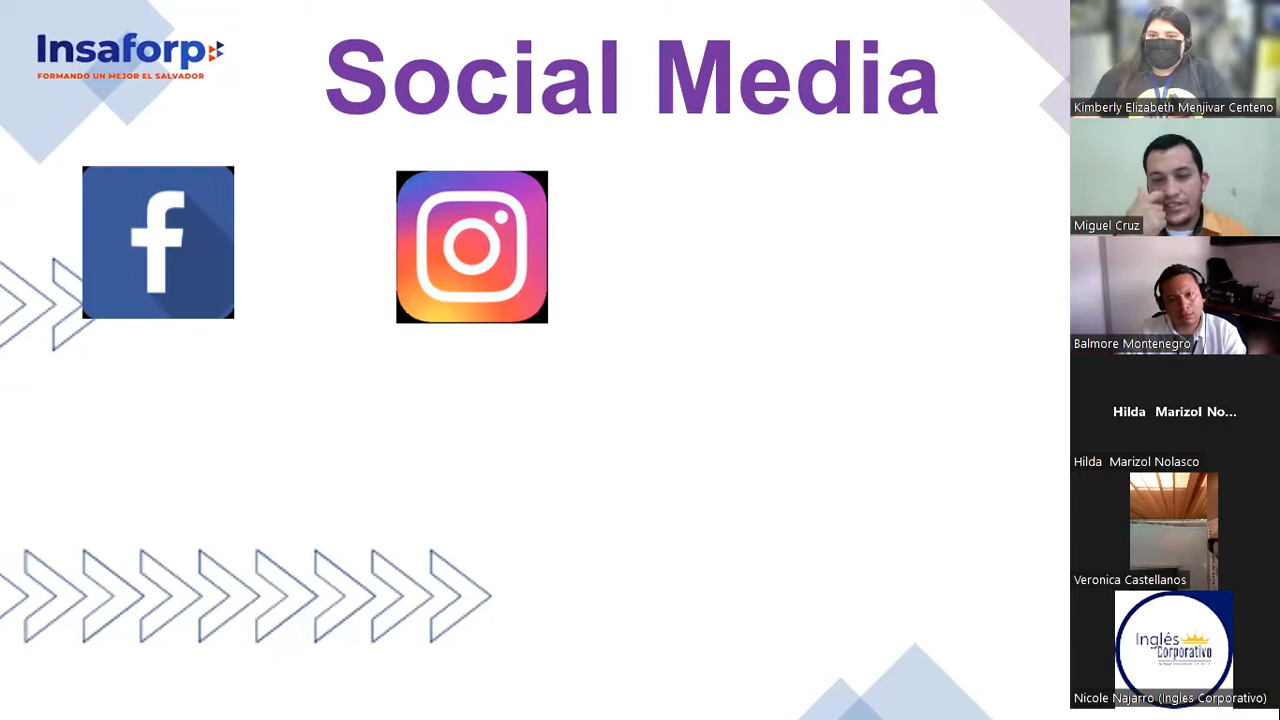 Insaforp
FORMANDO UN MEJOR EL SALVADOR
Social Media
f
Kimberly Elizabeth Menjivar Centeno
Miguel Cruz
Balmore Montenegro
Hilda Marizol No...
Hilda Marizol Nolasco
Veronica Castellanos
Inglés
Corporativo
Nicole Najarro (Ingles Corporativo)